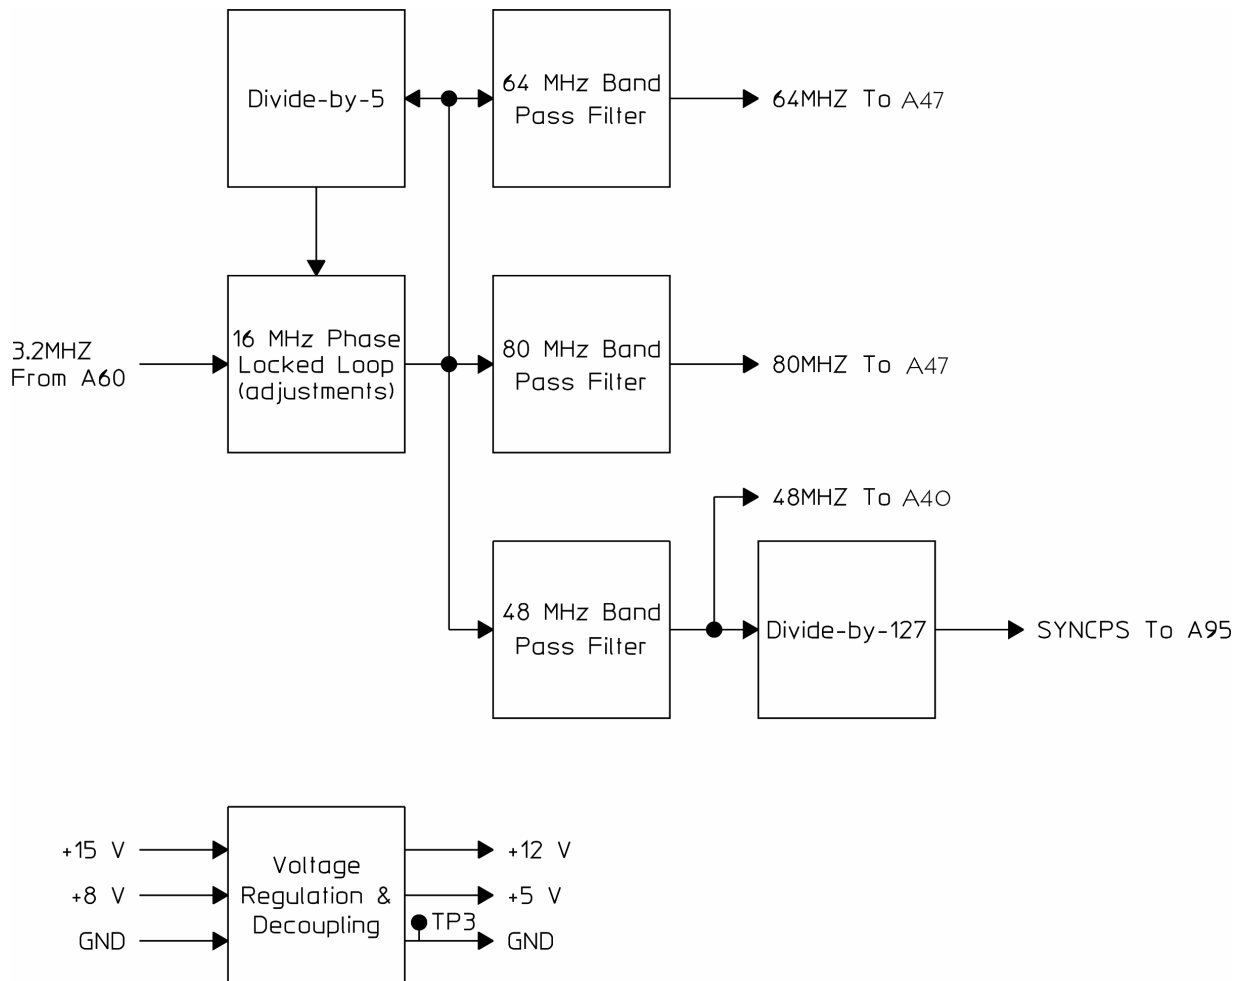 Divide-by-5
64 MHz Band
Pass Filter
64MHZ To A47
3.2MHZ
From A60
16 MHz Phase
Locked Loop
(adjustments)
80 MHz Band
Pass Filter
80MHZ To A47
48MHZ To A40
48 MHz Band
Pass Filter
Divide-by-127
SYNCPS To A95
+15 V
+8 V
GND
Voltage
Regulation &
Decoupling
+12 V
+5 V
TP3
GND